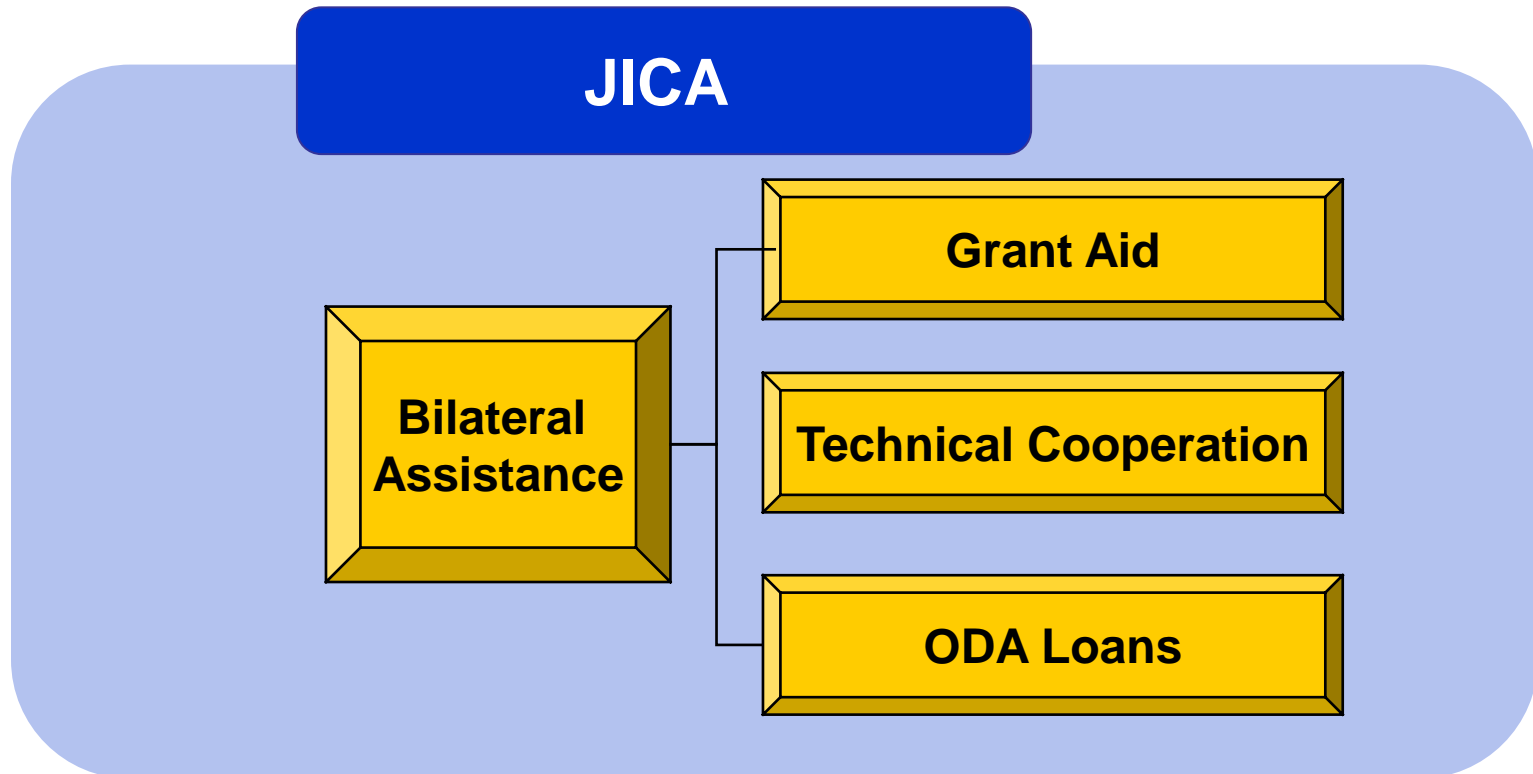 JICA
Grant Aid
Bilateral
Assistance
Technical Cooperation
ODA Loans